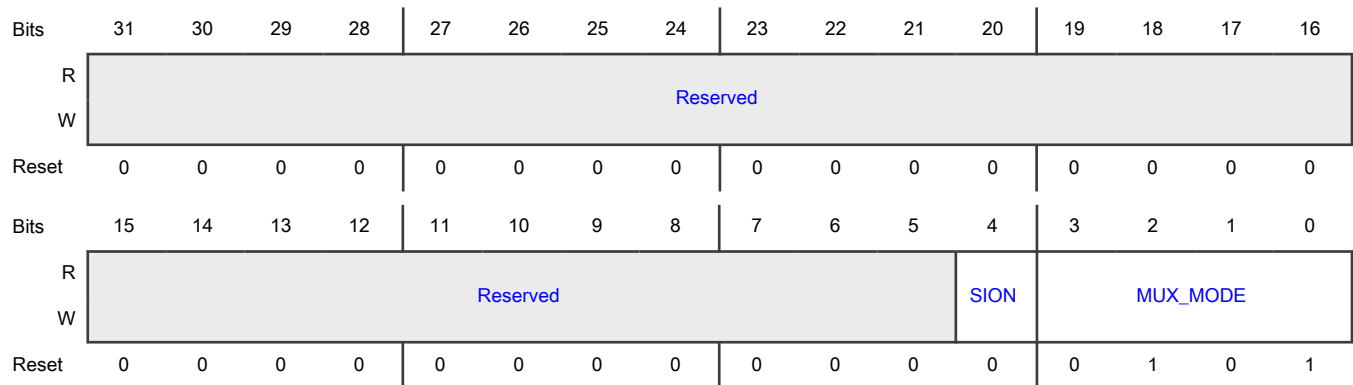 Bits 31 30 29 28 27 26 25 24 23 22 21 20 19 18 17 16
R
Reserved
W
Reset 0 0 0 0 0 0 0 0 0 0 0 0 0 0 0 0
Bits 15 14 13 12 11 10 9 8 7 6 5 4 3 2 1 0
R
Reserved SION MUX_MODE
W
Reset 0 0 0 0 0 0 0 0 0 0 0 0 0 1 0 1